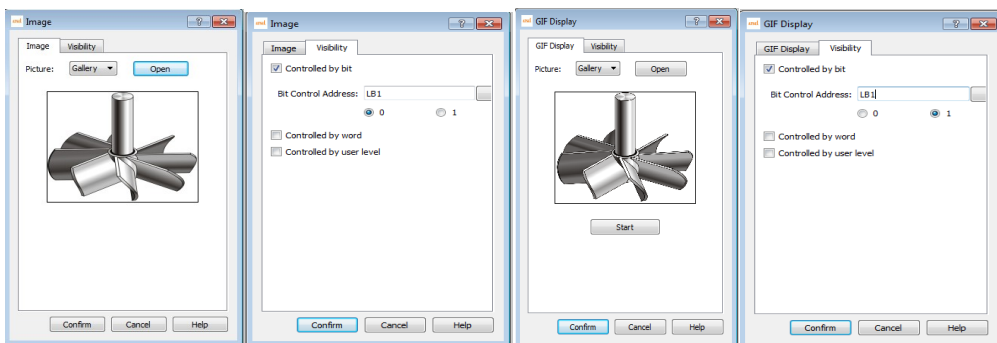 Image
Image Visibility
Picture: Gallery Open
Confirm Cancel Help
Image
Image Visibility
Controlled by bit
Bit Control Address: LB1
0 1
Controlled by word
Controlled by user level
Confirm Cancel Help
GIF Display
GIF Display Visibility
Picture: Gallery Open
Start
Confirm Cancel Help
GIF Display
GIF Display Visibility
Controlled by bit
Bit Control Address: LB1
0 1
Controlled by word
Controlled by user level
Confirm Cancel Help